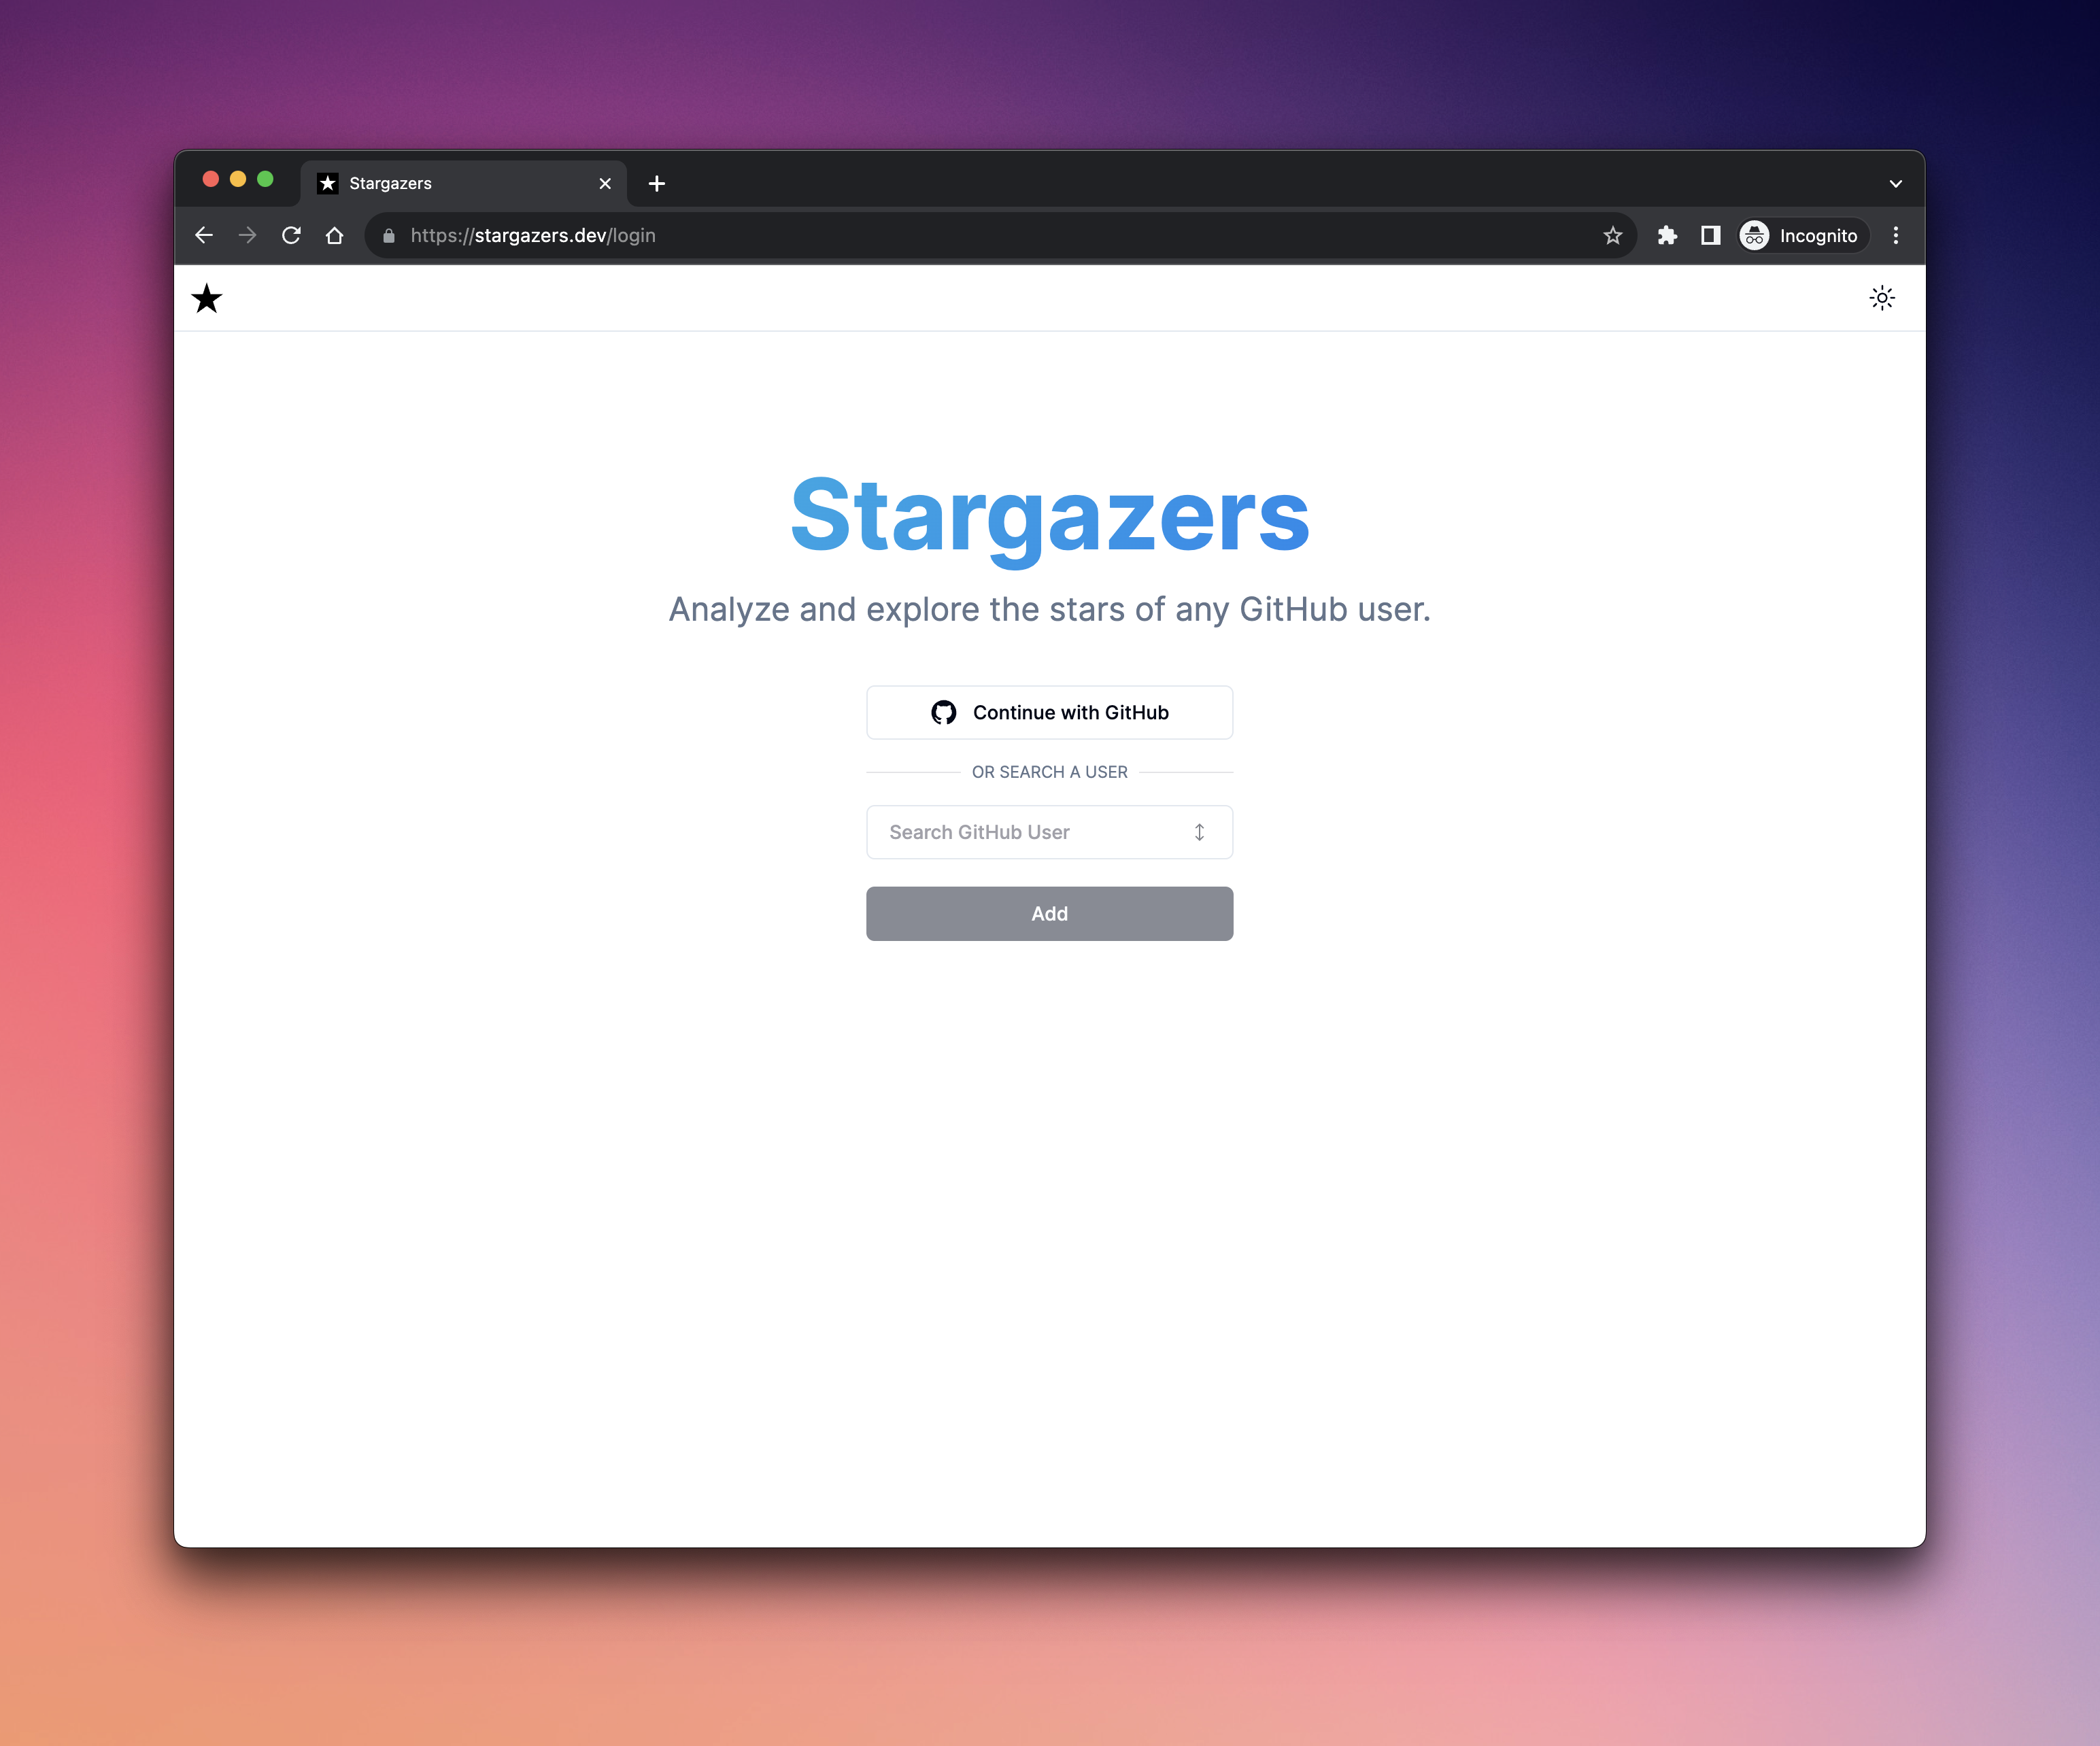 Stargazers
https://stargazers.dev/login
Incognito
Stargazers
Analyze and explore the stars of any GitHub user.
Continue with GitHub
OR SEARCH A USER
Search GitHub User
Add